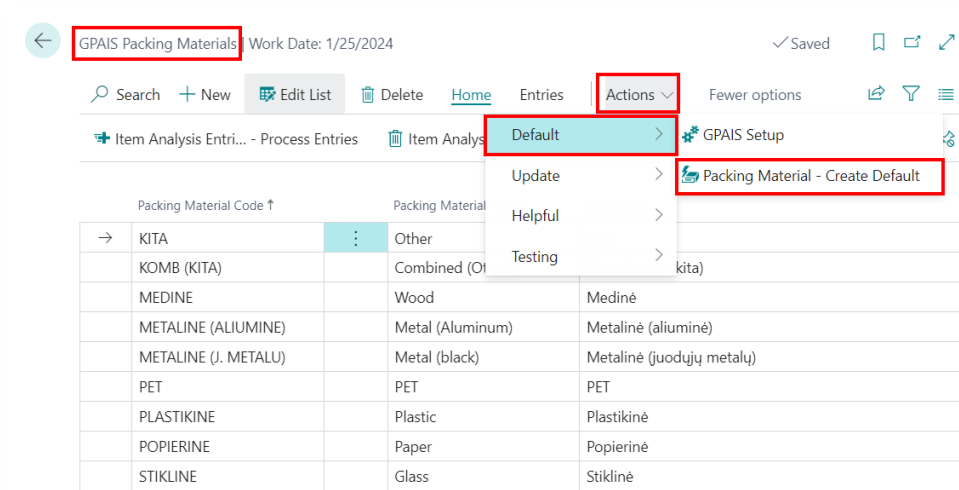 GPAIS Packing Materials | Work Date: 1/25/2024
Saved
Search
New
Edit List
Delete
Home
Entries
Actions
Fewer options
Item Analysis Entri... - Process Entries
Item Analys
Default
GPAIS Setup
Update
Packing Material - Create Default
Helpful
Testing
Packing Material Code ↑
Packing Material
KITA
Other
KOMB (KITA)
Combined (Ot
kita)
MEDINE
Wood
Medinė
METALINE (ALIUMINE)
Metal (Aluminum)
Metalinė (aliuminė)
METALINE (J. METALU)
Metal (black)
Metalinė (juodųjų metalų)
PET
PET
PET
PLASTIKINE
Plastic
Plastikinė
POPIERINE
Paper
Popierinė
STIKLINE
Glass
Stiklinė